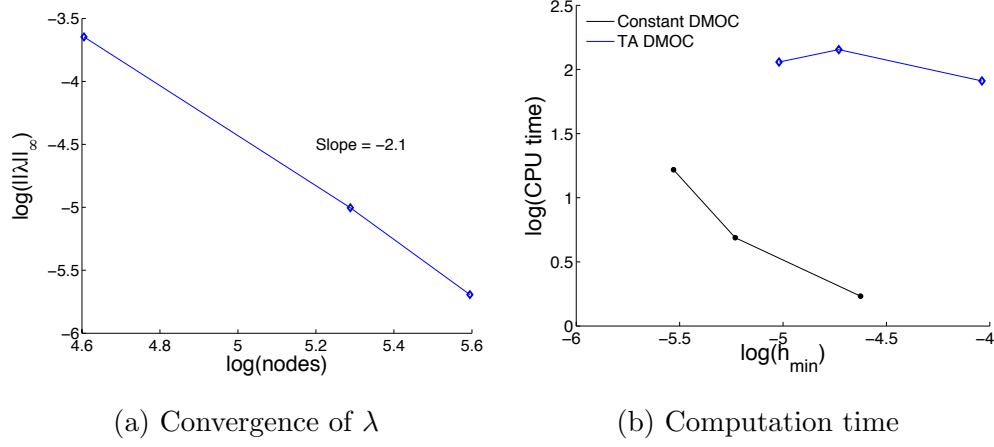 -3.5
-4
-4.5
-5
-5.5
-6
log(||λ||∞)
Slope = -2.1
4.6 4.8 5 5.2 5.4 5.6
log(nodes)
(a) Convergence of λ
2.5
2
1.5
1
0.5
0
log(CPU time)
Constant DMOC
TA DMOC
-6 -5.5 -5 -4.5 -4
log(h_min)
(b) Computation time